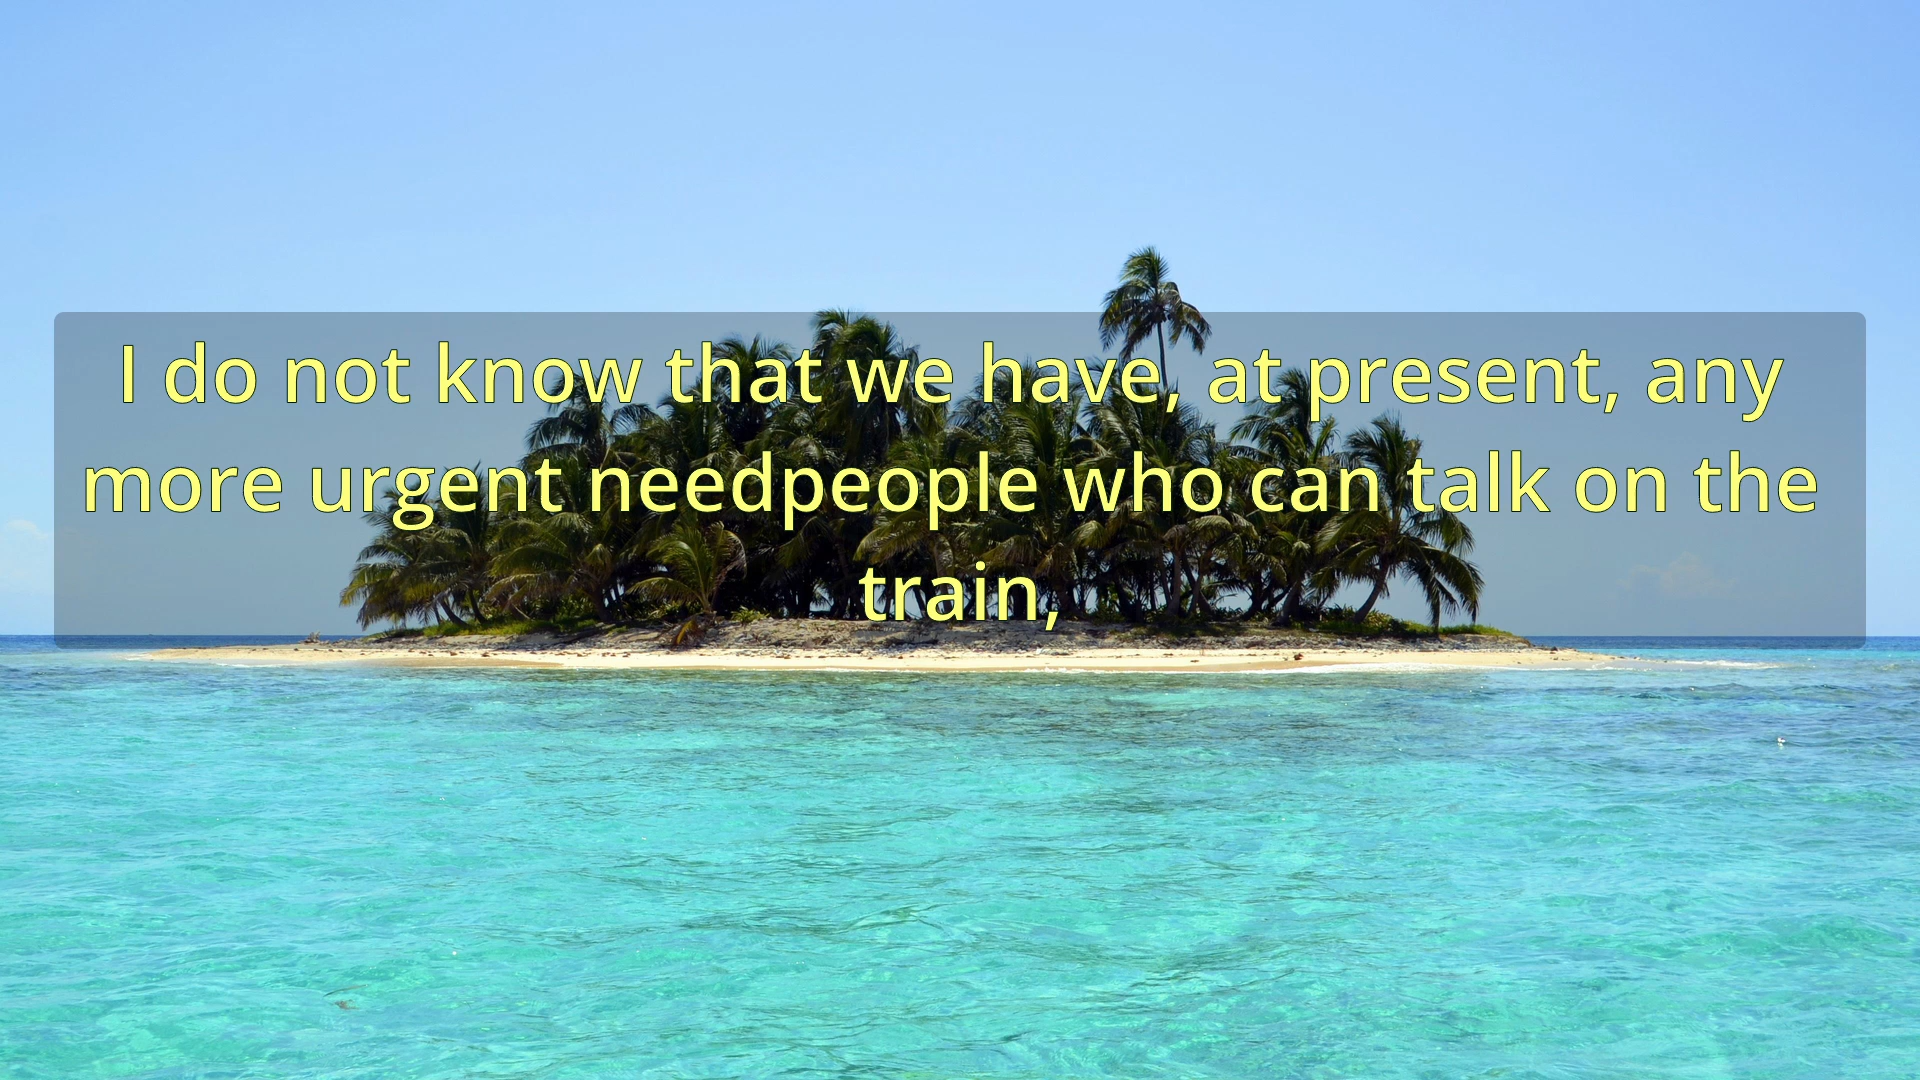 I do not know that we have, at present, any
more urgent needpeople who can talk on the
train,